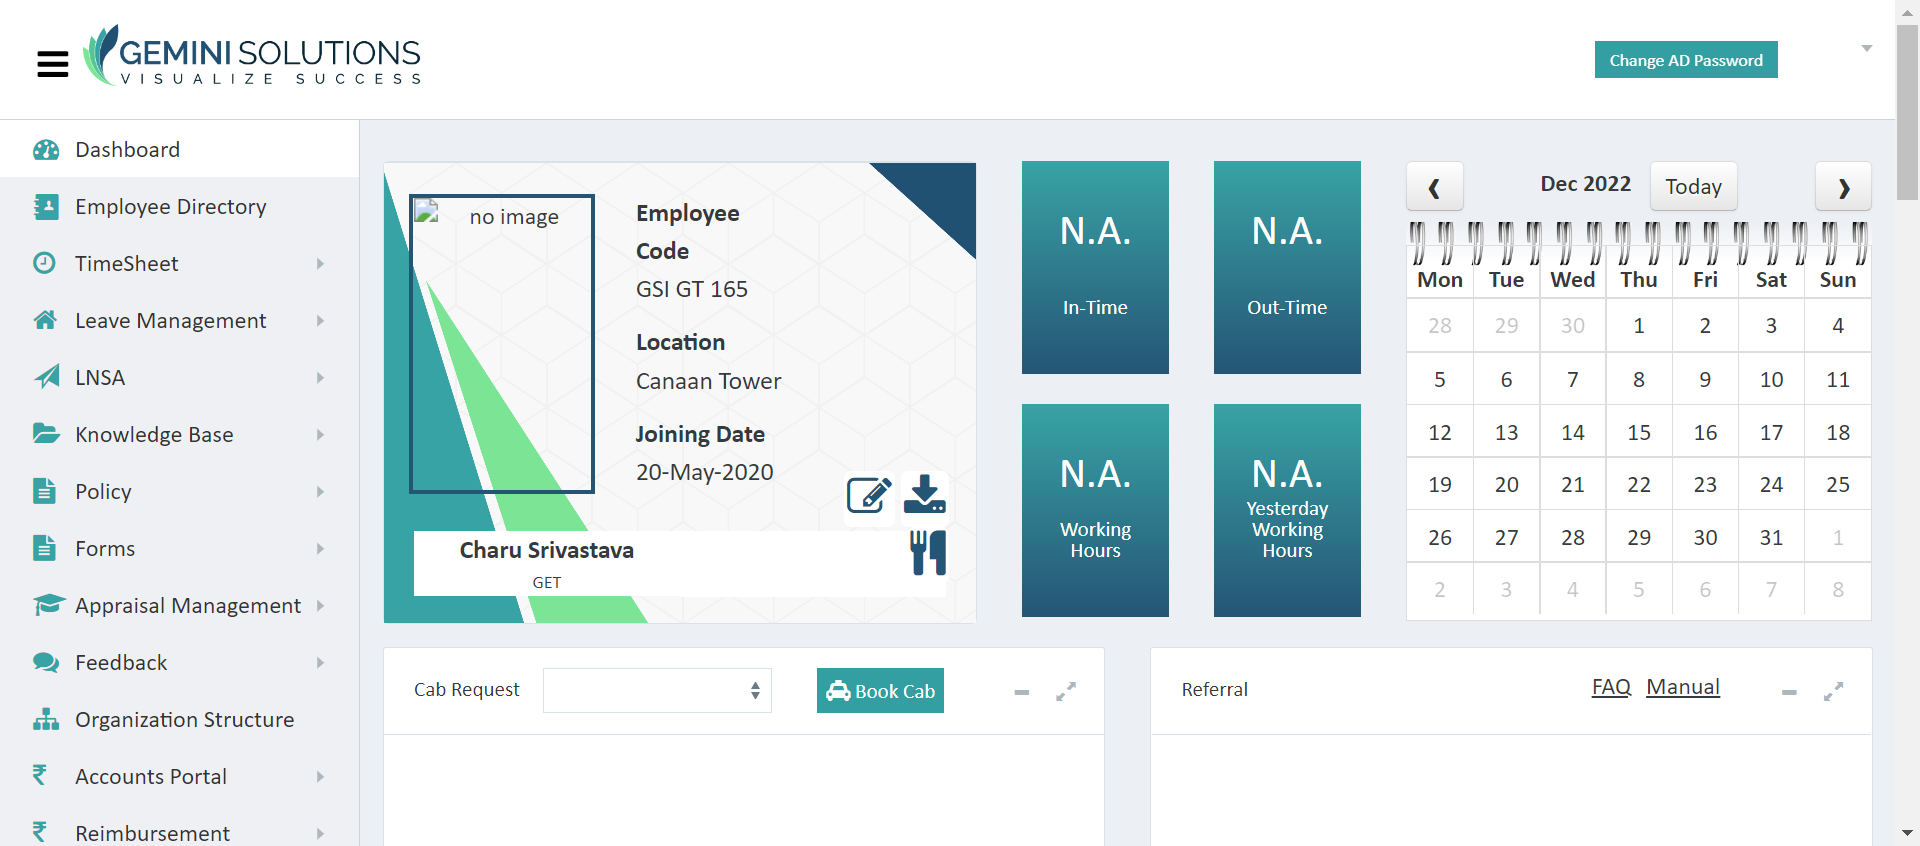 GEMINI SOLUTIONS
VISUALIZE SUCCESS
Change AD Password
Dashboard
Employee Directory
TimeSheet
Leave Management
LNSA
Knowledge Base
Policy
Forms
Appraisal Management
Feedback
Organization Structure
Accounts Portal
Reimbursement
no image
Employee
Code
GSI GT 165
Location
Canaan Tower
Joining Date
20-May-2020
Charu Srivastava
GET
N.A.
In-Time
N.A.
Out-Time
N.A.
Working
Hours
N.A.
Yesterday
Working
Hours
Dec 2022
Today
Mon Tue Wed Thu Fri Sat Sun
28 29 30 1 2 3 4
5 6 7 8 9 10 11
12 13 14 15 16 17 18
19 20 21 22 23 24 25
26 27 28 29 30 31 1
2 3 4 5 6 7 8
Cab Request
Book Cab
Referral
FAQ Manual